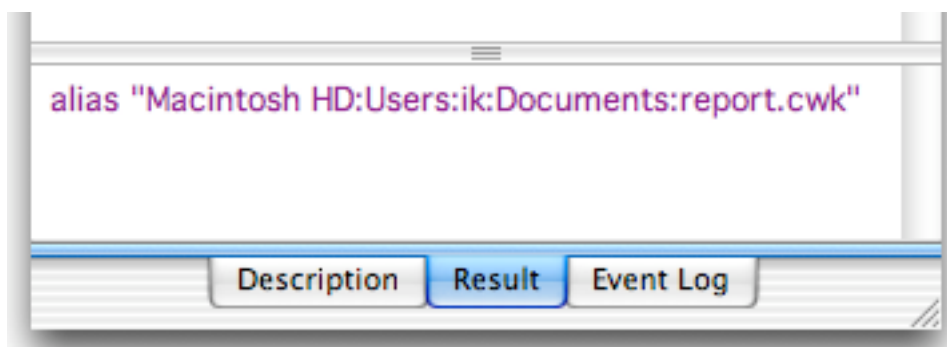 alias "Macintosh HD:Users:ik:Documents:report.cwk"
Description Result Event Log